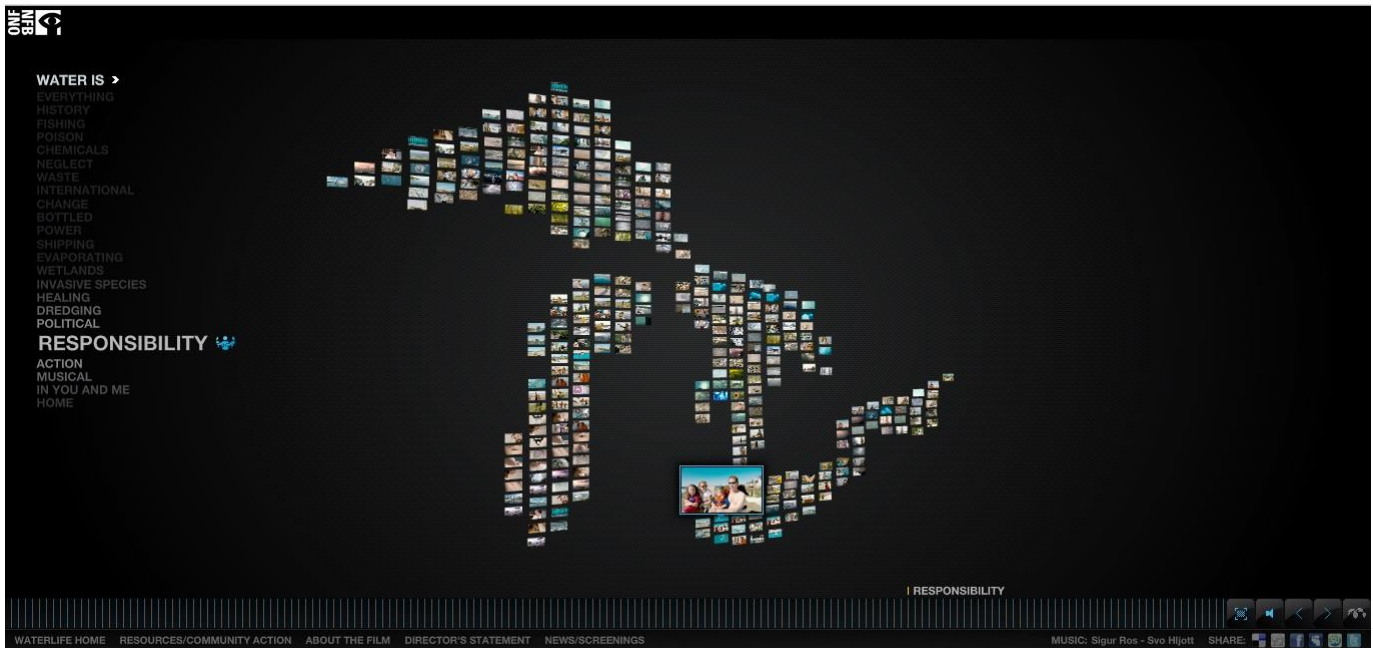 NFB
ONF
WATER IS >
EVERYTHING
HISTORY
FISHING
POISON
CHEMICALS
NEGLECT
WASTE
INTERNATIONAL
CHANGE
BOTTLED
POWER
SHIPPING
EVAPORATING
WETLANDS
INVASIVE SPECIES
HEALING
DREDGING
POLITICAL
RESPONSIBILITY
ACTION
MUSICAL
IN YOU AND ME
HOME
RESPONSIBILITY
WATERLIFE HOME RESOURCES/COMMUNITY ACTION ABOUT THE FILM DIRECTOR'S STATEMENT NEWS/SCREENINGS MUSIC: Sigur Ros - Svo Hljott SHARE: